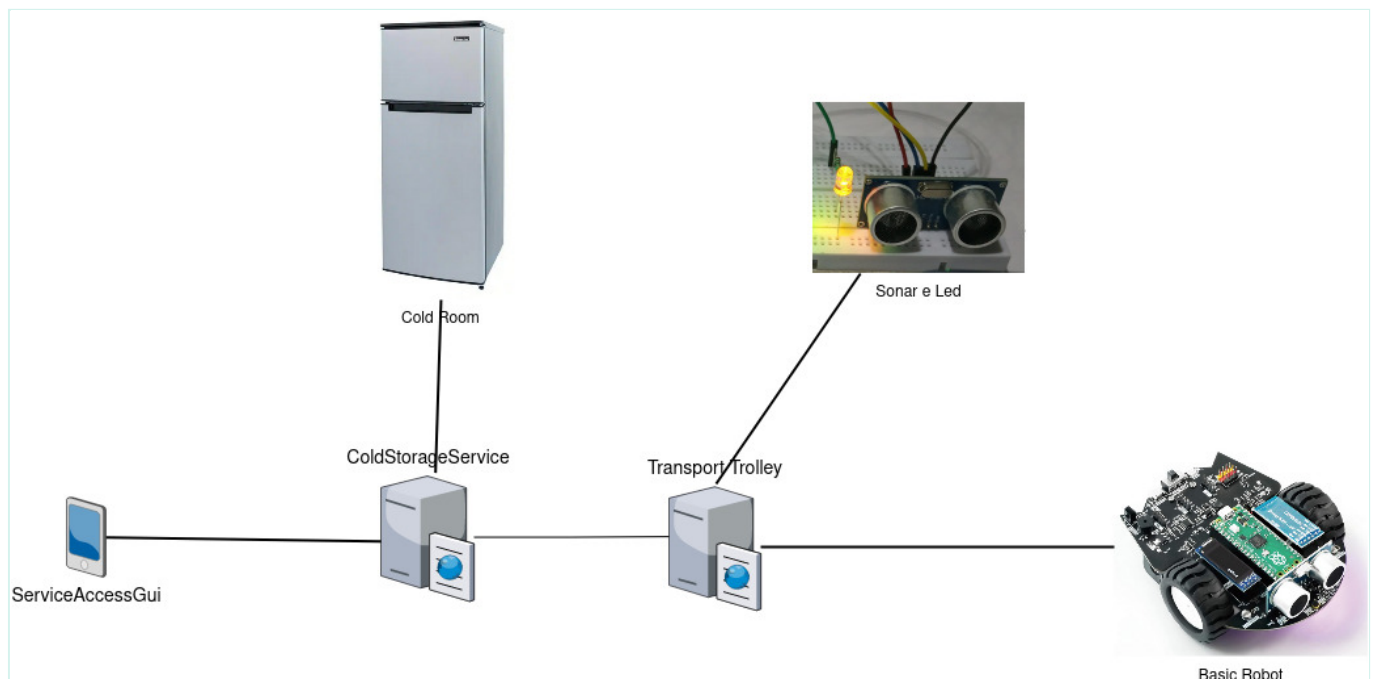 Cold Room
Sonar e Led
ColdStorageService
Transport Trolley
ServiceAccessGui
Basic Robot